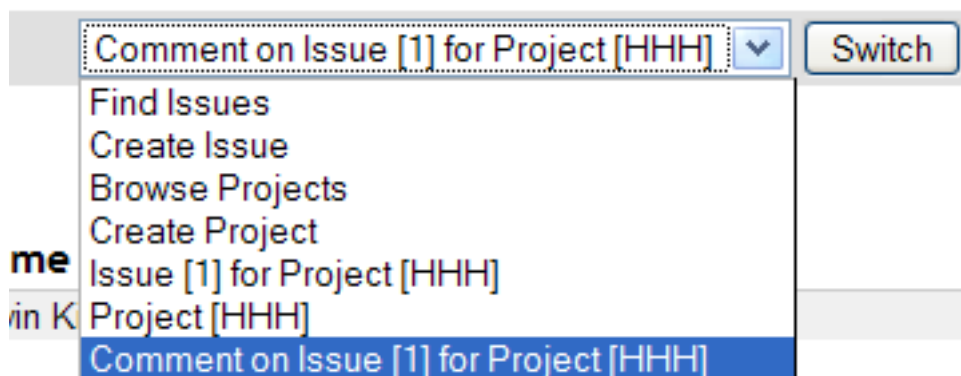 Comment on Issue [1] for Project [HHH] Switch
Find Issues
Create Issue
Browse Projects
Create Project
me
Issue [1] for Project [HHH]
Project [HHH]
Comment on Issue [1] for Project [HHH]